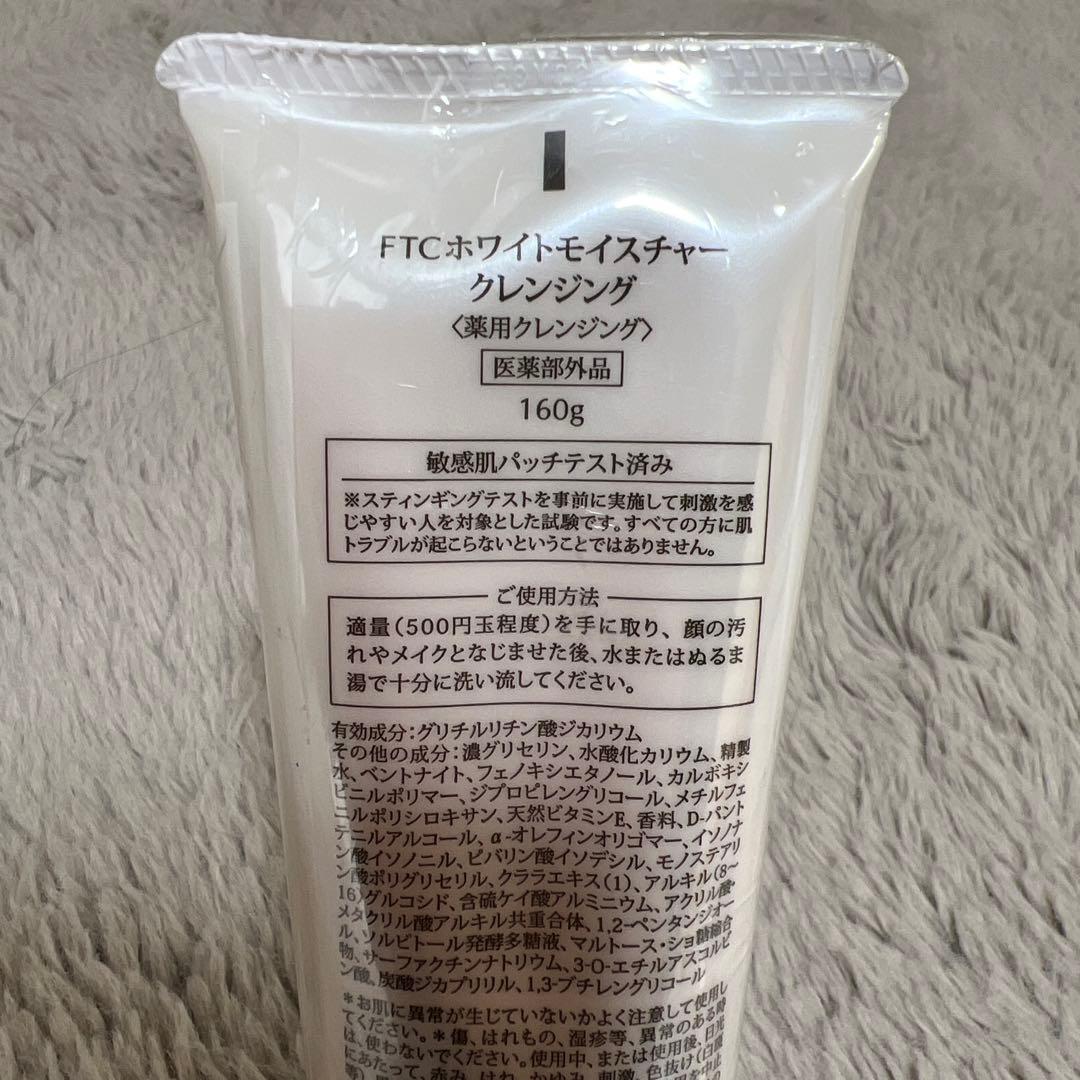 FTCホワイトモイスチャー
クレンジング
〈薬用クレンジング〉
医薬部外品
160g
敏感肌パッチテスト済み
※スティンギングテストを事前に実施して刺激を感
じやすい人を対象とした試験です。すべての方に肌
トラブルが起こらないということではありません。
ご使用方法
適量(500円玉程度)を手に取り、顔の汚
れやメイクとなじませた後、水またはぬるま
湯で十分に洗い流してください。
有効成分:グリチルリチン酸ジカリウム
その他の成分:濃グリセリン、水酸化カリウム、精製
水、ベントナイト、フェノキシエタノール、カルボキシ
ビニルポリマー、ジプロピレングリコール、メチルフェ
ニルポリシロキサン、天然ビタミンE、香料、D-パント
テニルアルコール、α-オレフィンオリゴマー、イソノナ
ン酸イソノニル、ピバリン酸イソデシル、モノステアリ
ン酸ポリグリセリル、クララエキス(1)、アルキル(8~
16)グルコシド、含硫ケイ酸アルミニウム、アクリル酸・
メタクリル酸アルキル共重合体、1,2-ペンタンジオー
ル、ソルビトール発酵多糖液、マルトース・ショ糖縮合
物、サーファクチンナトリウム、3-O-エチルアスコルビ
ン酸、炭酸ジカプリリル、1,3-ブチレングリコール
*お肌に異常が生じていないかよく注意して使用し
てください。*傷、はれもの、湿疹等、異常のある時
は、使わないでください。使用中、または使用後、日光
にあたって、赤み、はれ、かゆみ、刺激、色抜け(白斑